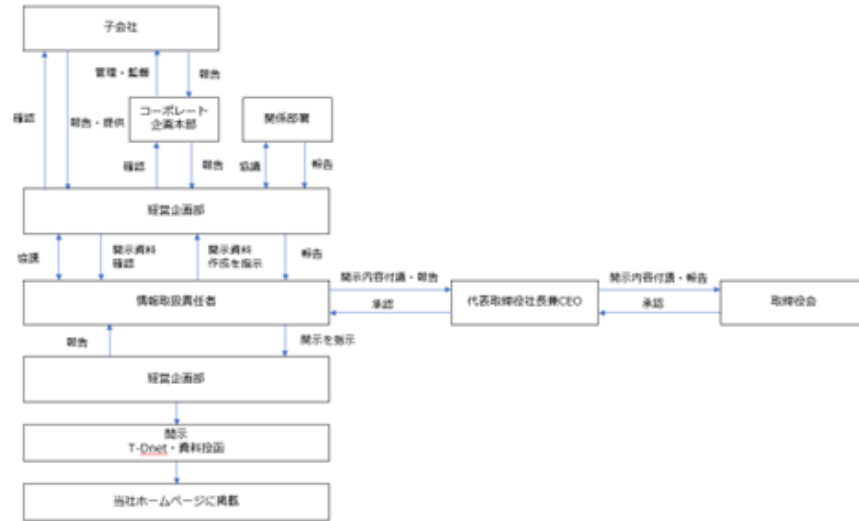 子会社
管理・監督
報告
確認
報告・提供
コーポレート
企画本部
関係部署
確認
報告
協議
報告
経営企画部
協議
開示資料
確認
開示資料
作成を指示
報告
開示内容付議・報告
開示内容付議・報告
情報取扱責任者
代表取締役社長兼CEO
取締役会
承認
承認
報告
開示を指示
経営企画部
開示
T-Dnet・資料投函
当社ホームページに掲載